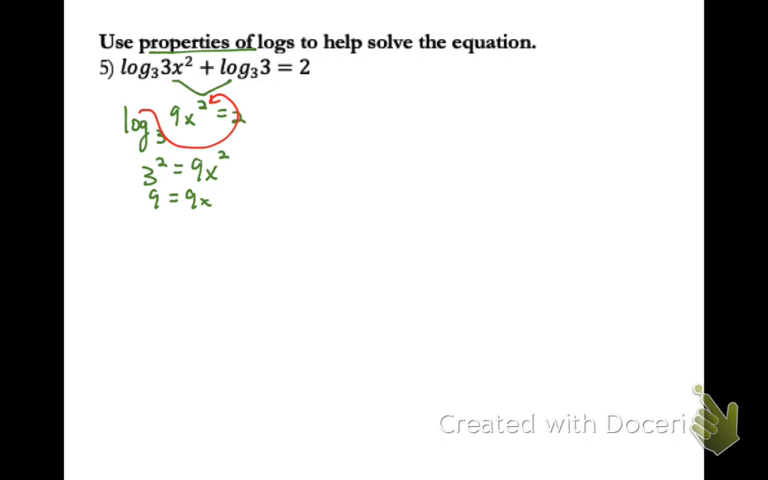 Use properties of logs to help solve the equation.
5) log₃3x² + log₃3 = 2
log₃ 9x² = 2
3² = 9x²
9 = 9x
Created with Doceri